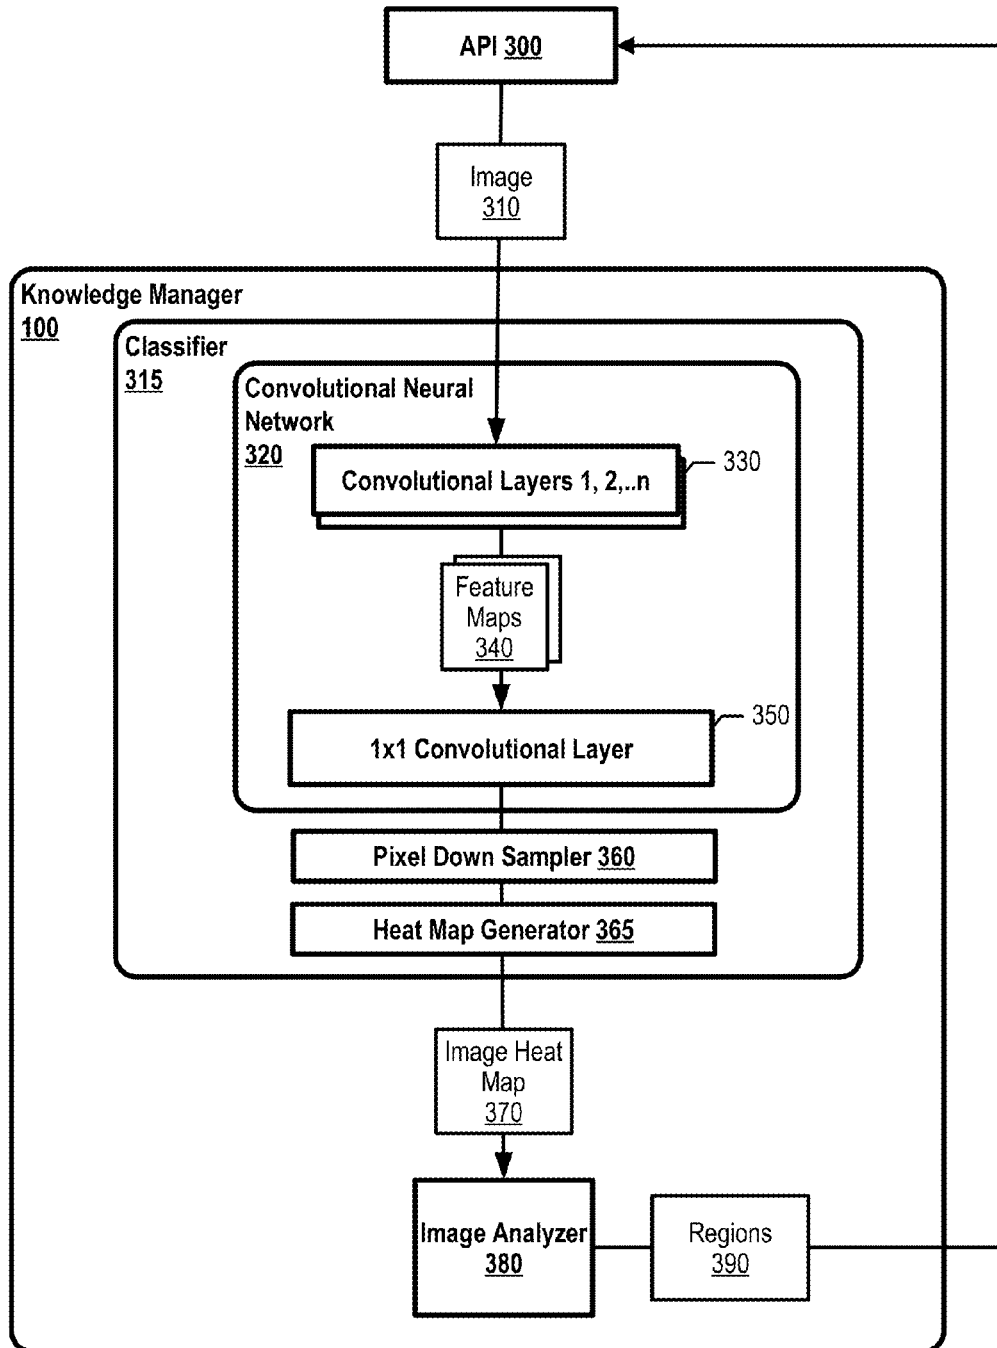 API 300
Image
310
Knowledge Manager
100
Classifier
315
Convolutional Neural
Network
320
Convolutional Layers 1, 2,..n
330
Feature
Maps
340
350
1x1 Convolutional Layer
Pixel Down Sampler 360
Heat Map Generator 365
Image Heat
Map
370
Image Analyzer
380
Regions
390